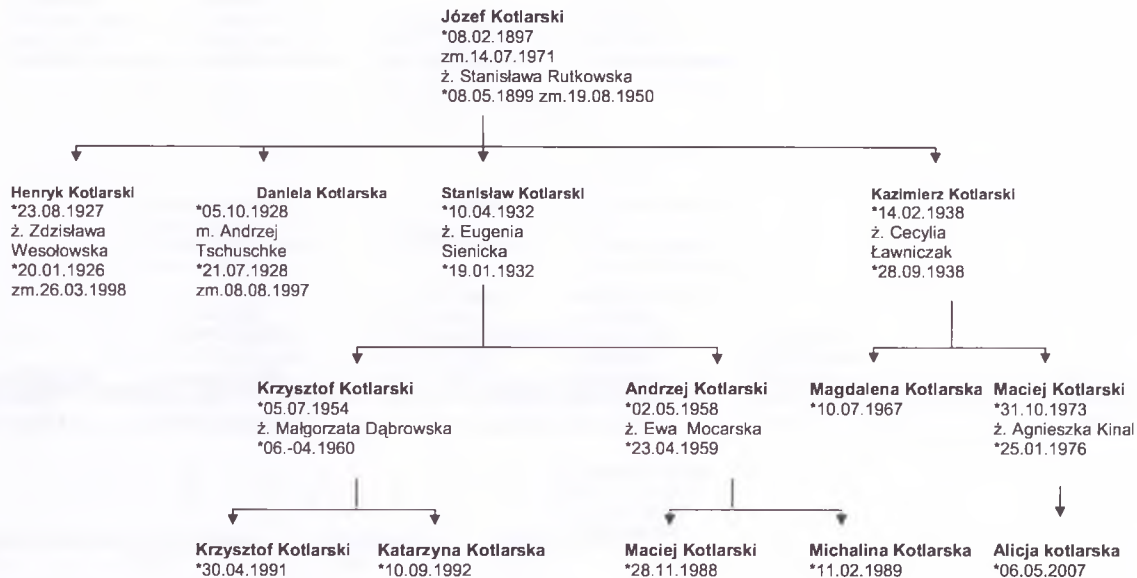 Józef Kotlarski
*08.02.1897
zm.14.07.1971
ż. Stanisława Rutkowska
*08.05.1899 zm.19.08.1950
Henryk Kotlarski
*23.08.1927
ż. Zdzisława
Wesołowska
*20.01.1926
zm.26.03.1998
Daniela Kotlarska
*05.10.1928
m. Andrzej
Tschuschke
*21.07.1928
zm.08.08.1997
Stanisław Kotlarski
*10.04.1932
ż. Eugenia
Sienicka
*19.01.1932
Kazimierz Kotlarski
*14.02.1938
ż. Cecylia
Ławniczak
*28.09.1938
Krzysztof Kotlarski
*05.07.1954
ż. Małgorzata Dąbrowska
*06.-04.1960
Andrzej Kotlarski
*02.05.1958
ż. Ewa Mocarska
*23.04.1959
Magdalena Kotlarska
*10.07.1967
Maciej Kotlarski
*31.10.1973
ż. Agnieszka Kinal
*25.01.1976
Krzysztof Kotlarski
*30.04.1991
Katarzyna Kotlarska
*10.09.1992
Maciej Kotlarski
*28.11.1988
Michalina Kotlarska
*11.02.1989
Alicja kotlarska
*06.05.2007